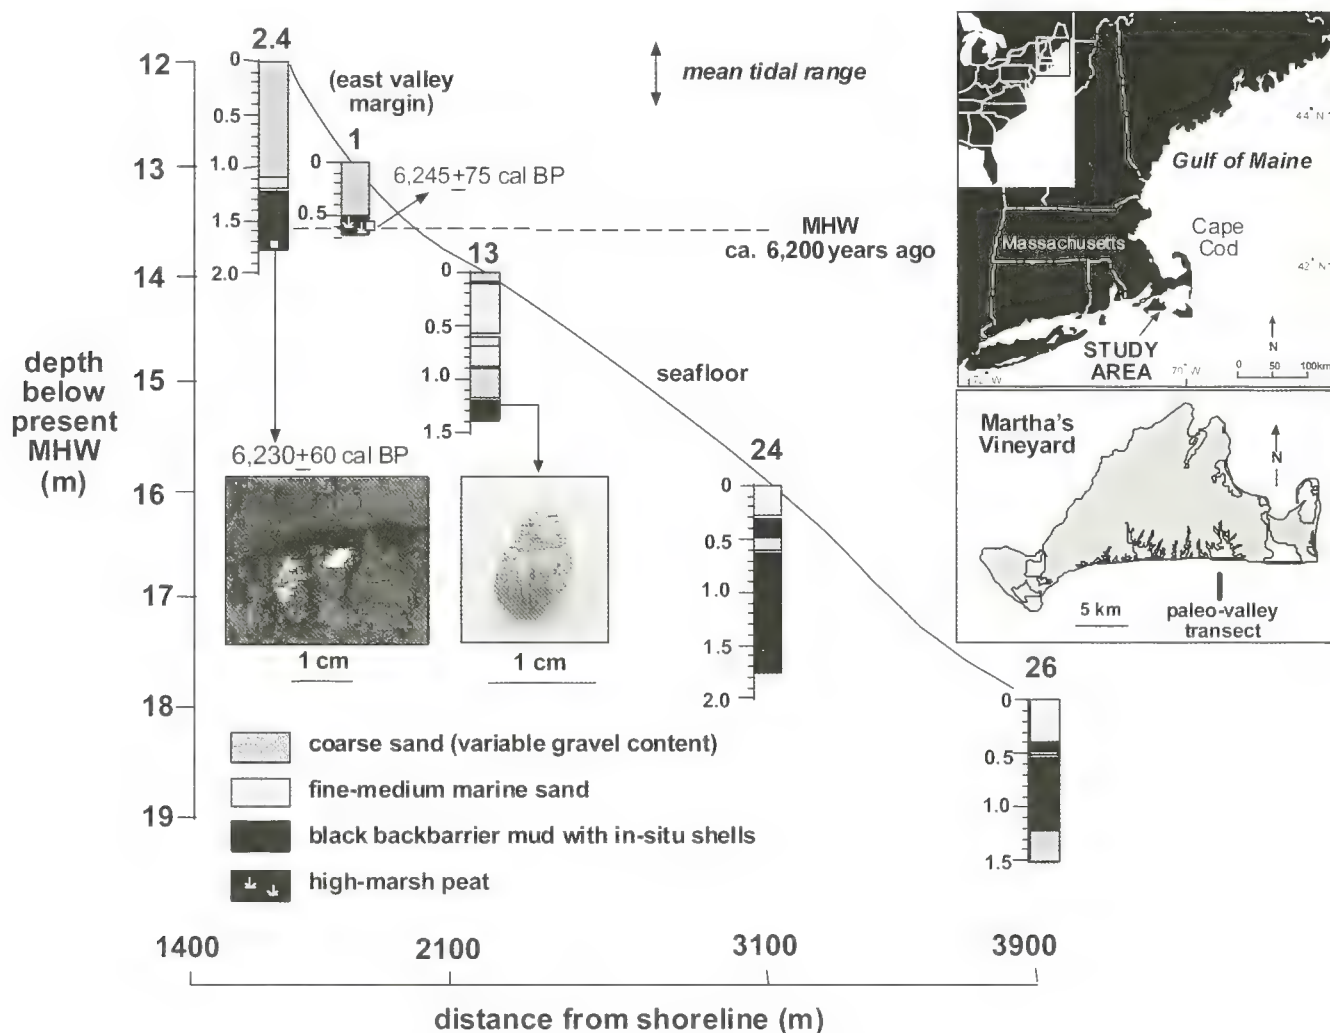 12
13
14
15
16
17
18
19
depth
below
present
MHW
(m)
2.4
0
0.5
1.0
1.5
2.0
(east valley
margin)
1
0
0.5
6,245±75 cal BP
mean tidal range
MHW
ca. 6,200 years ago
13
0
0.5
1.0
1.5
seafloor
6,230±60 cal BP
1 cm
1 cm
24
0
0.5
1.0
1.5
2.0
26
0
0.5
1.0
1.5
coarse sand (variable gravel content)
fine-medium marine sand
black backbarrier mud with in-situ shells
high-marsh peat
1400
2100
3100
3900
distance from shoreline (m)
44° N
Gulf of Maine
Cape
Cod
Massachusetts
42° N
STUDY
AREA
N
0 50 100km
72° W
70° W
Martha's
Vineyard
N
5 km
paleo-valley
transect